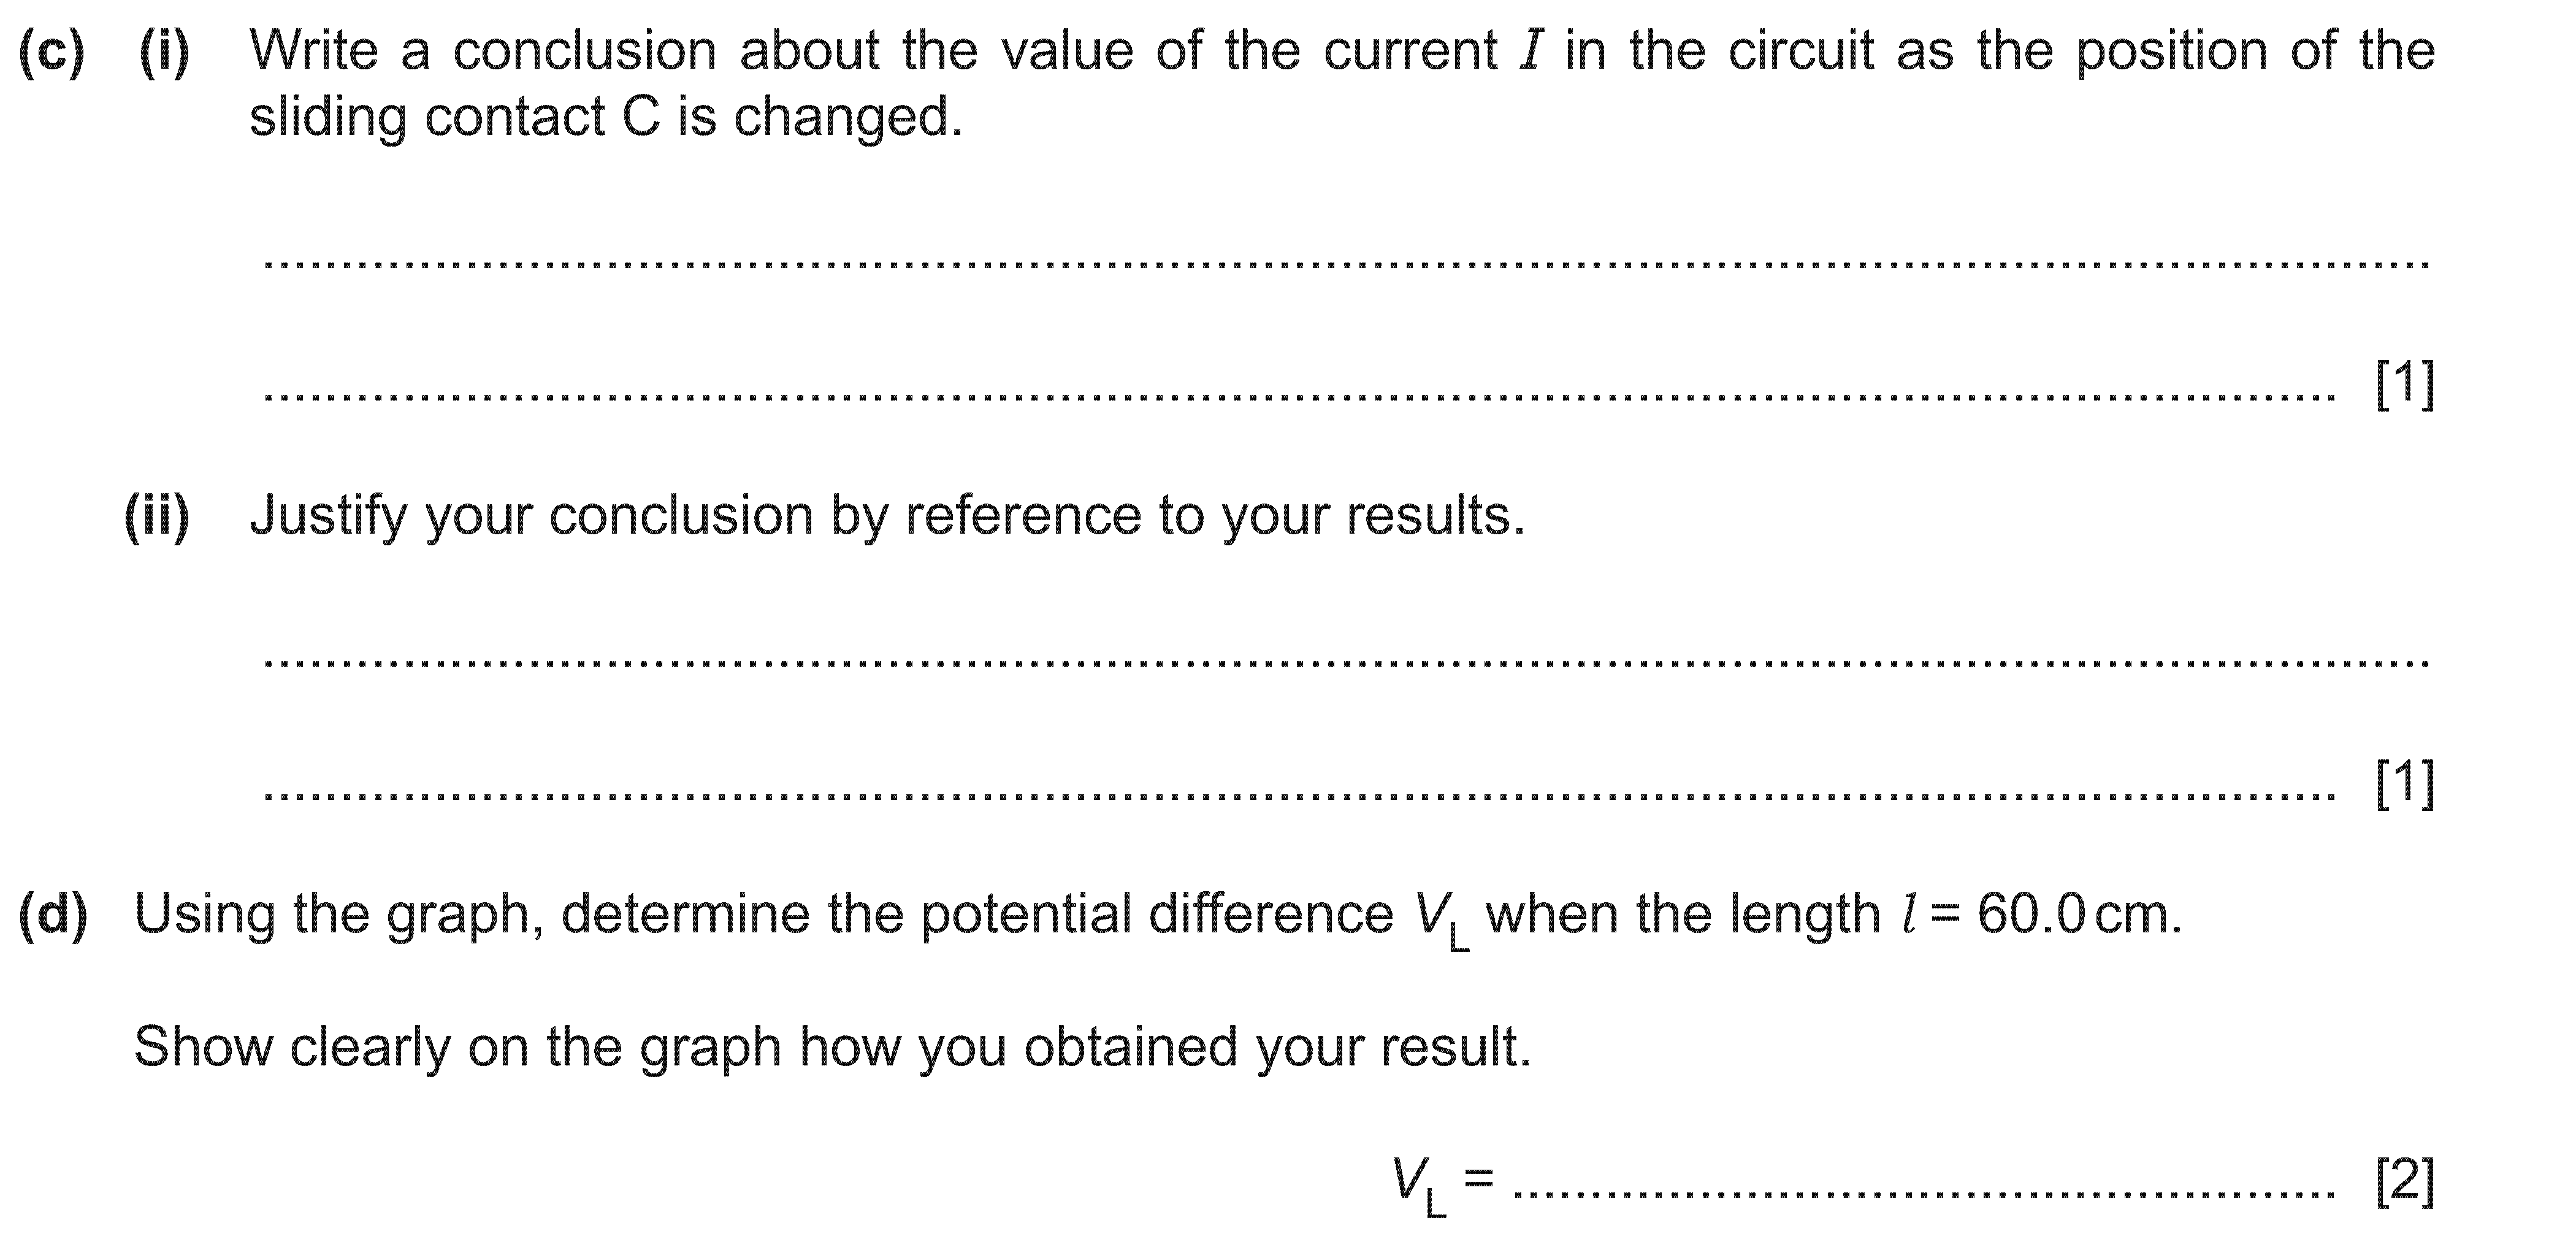 (c) (i) Write a conclusion about the value of the current I in the circuit as the position of the
sliding contact C is changed.
..........................................................................................................................................
.................................................................................................................................... [1]
(ii) Justify your conclusion by reference to your results.
..........................................................................................................................................
.................................................................................................................................... [1]
(d) Using the graph, determine the potential difference V_L when the length l = 60.0 cm.
Show clearly on the graph how you obtained your result.
V_L = ..................................................... [2]